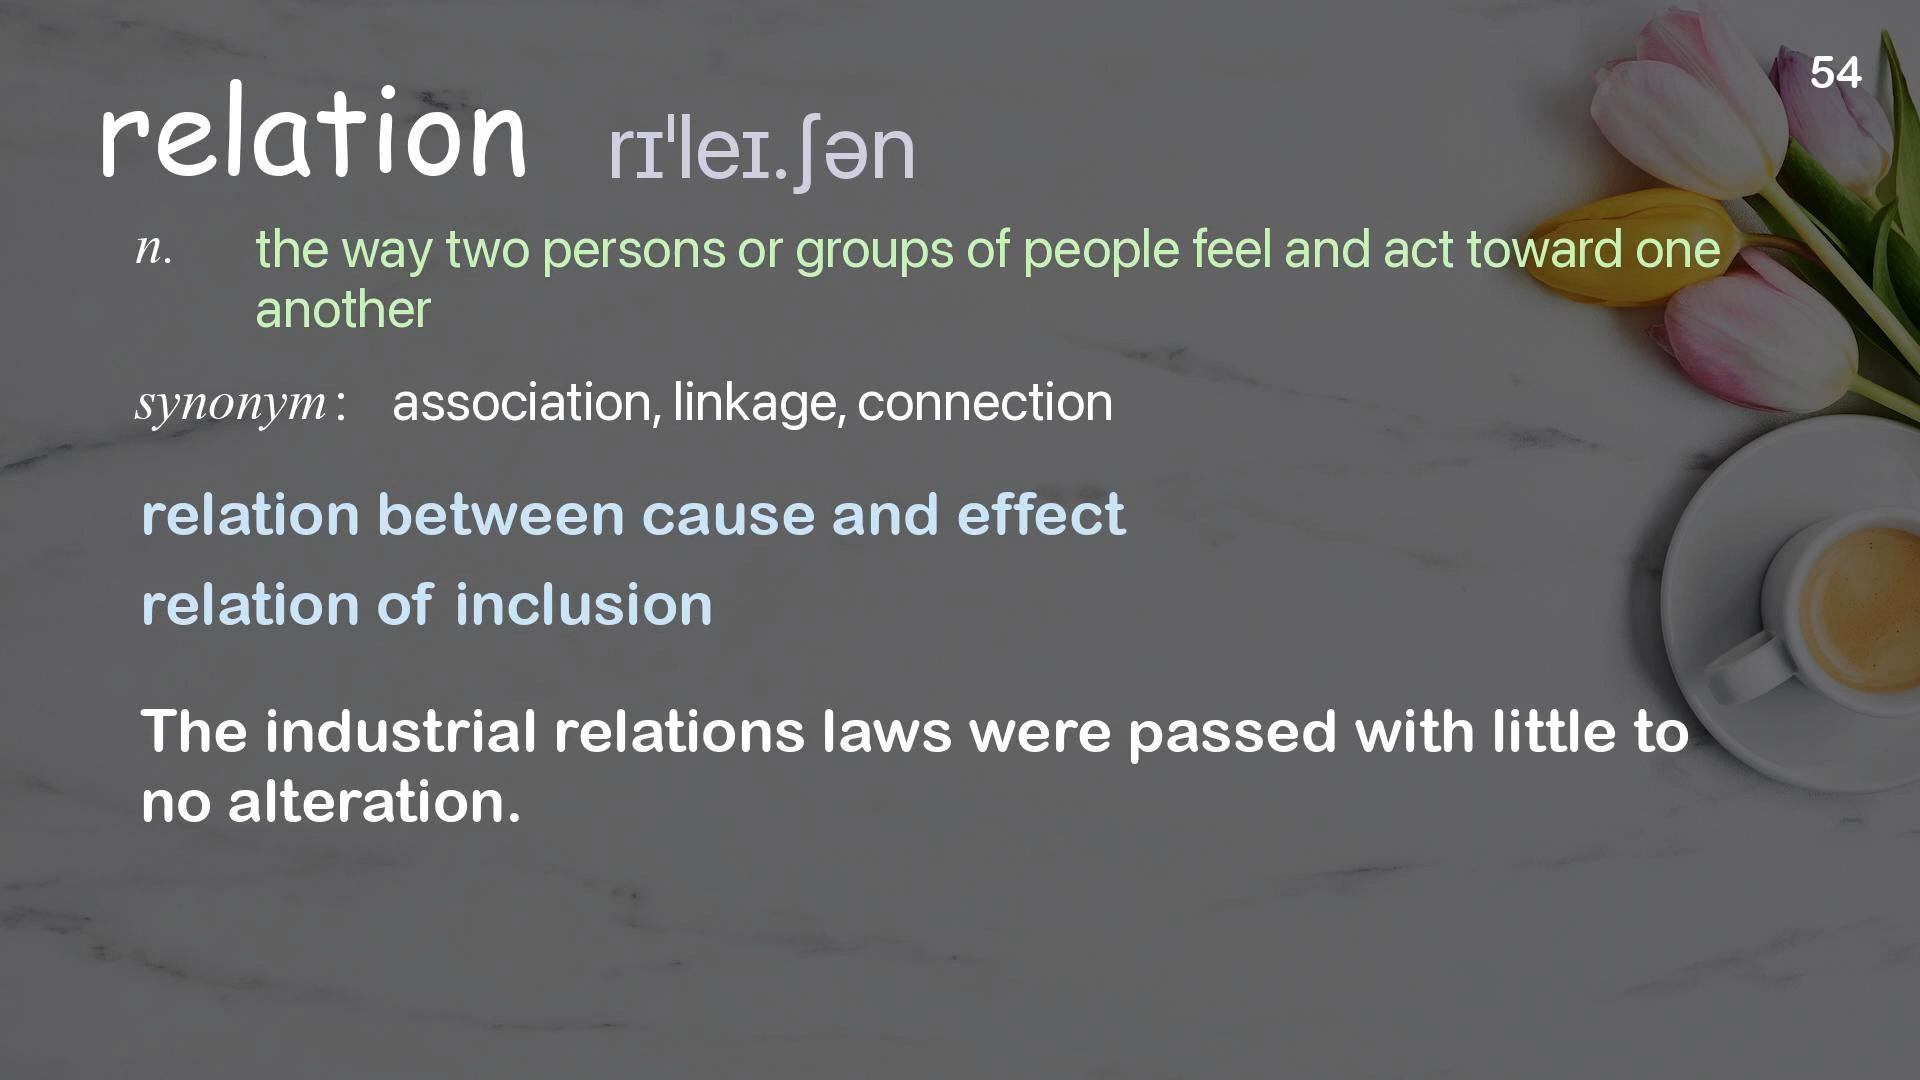 54
relation rɪˈleɪ.ʃən
n. the way two persons or groups of people feel and act toward one
another
synonym: association, linkage, connection
relation between cause and effect
relation of inclusion
The industrial relations laws were passed with little to
no alteration.